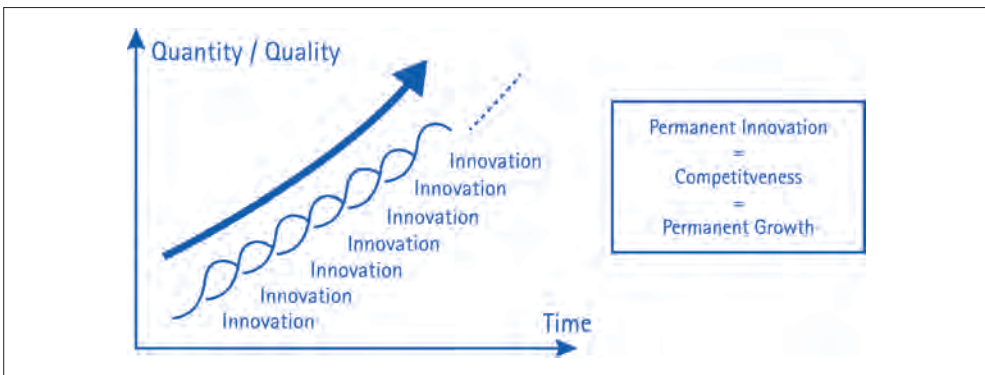 Quantity / Quality
Innovation
Innovation
Innovation
Innovation
Innovation
Innovation
Innovation
Time
Permanent Innovation
=
Competitveness
=
Permanent Growth